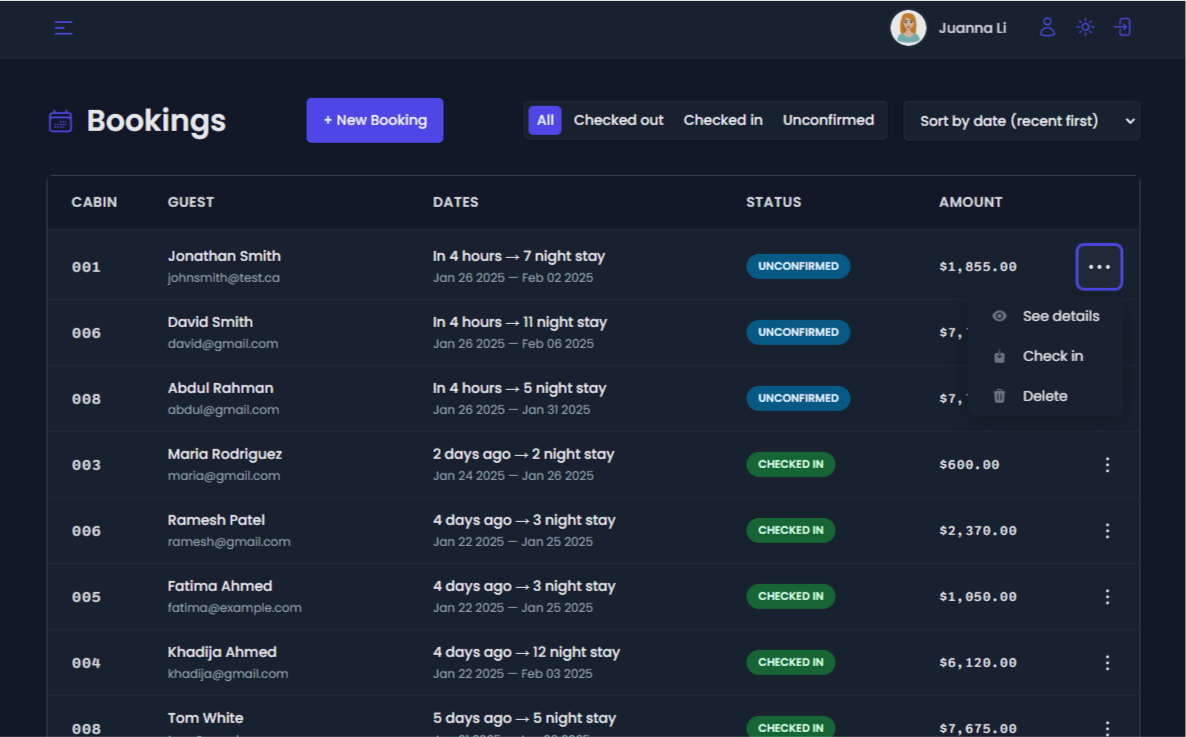 Juanna Li
Bookings
+ New Booking
All Checked out Checked in Unconfirmed
Sort by date (recent first)
CABIN GUEST DATES STATUS AMOUNT
001 Jonathan Smith In 4 hours → 7 night stay UNCONFIRMED $1,855.00
johnsmith@test.ca Jan 26 2025 — Feb 02 2025
See details
Check in
Delete
006 David Smith In 4 hours → 11 night stay UNCONFIRMED
david@gmail.com Jan 26 2025 — Feb 06 2025
008 Abdul Rahman In 4 hours → 5 night stay UNCONFIRMED
abdul@gmail.com Jan 26 2025 — Jan 31 2025
003 Maria Rodriguez 2 days ago → 2 night stay CHECKED IN $600.00
maria@gmail.com Jan 24 2025 — Jan 26 2025
006 Ramesh Patel 4 days ago → 3 night stay CHECKED IN $2,370.00
ramesh@gmail.com Jan 22 2025 — Jan 25 2025
005 Fatima Ahmed 4 days ago → 3 night stay CHECKED IN $1,050.00
fatima@example.com Jan 22 2025 — Jan 25 2025
004 Khadija Ahmed 4 days ago → 12 night stay CHECKED IN $6,120.00
khadija@gmail.com Jan 22 2025 — Feb 03 2025
008 Tom White 5 days ago → 5 night stay CHECKED IN $7,675.00